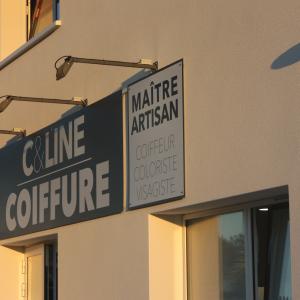 C&LINE
COIFFURE
MAÎTRE
ARTISAN
COIFFEUR
COLORISTE
VISAGISTE